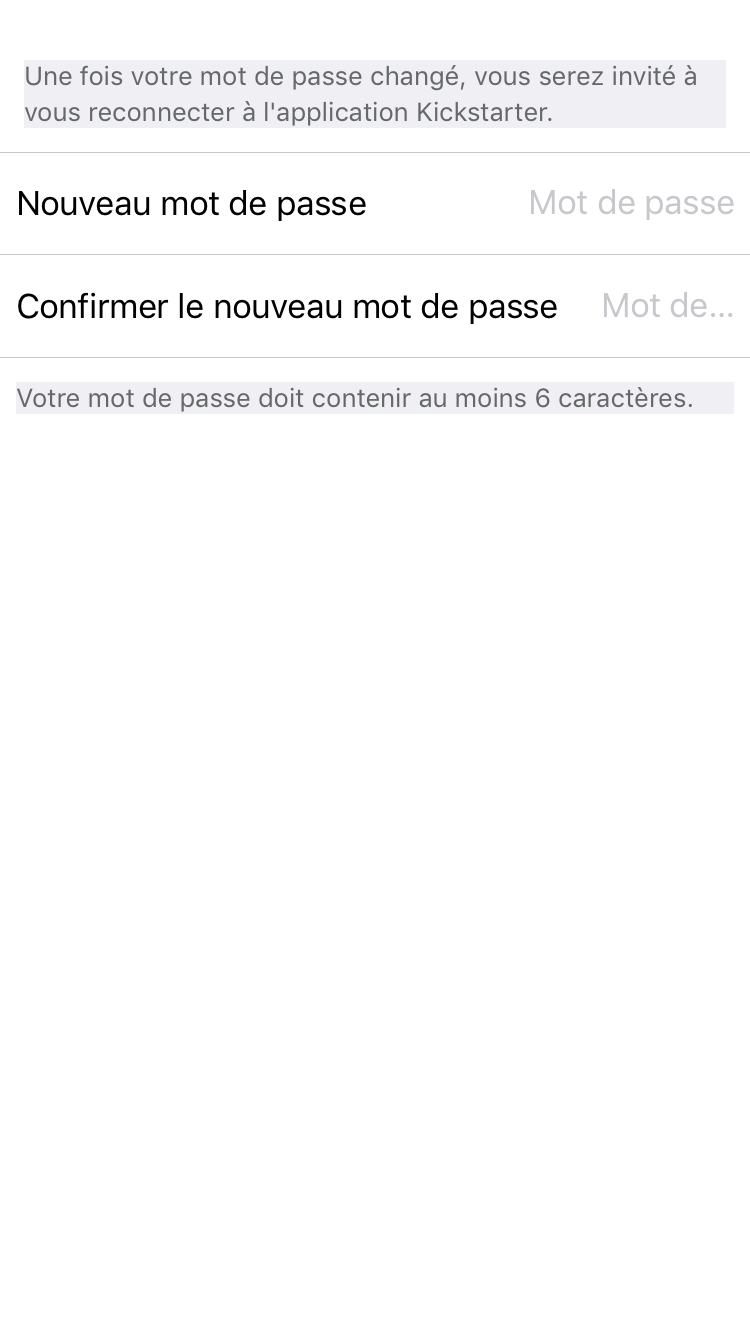 Une fois votre mot de passe changé, vous serez invité à
vous reconnecter à l'application Kickstarter.
Nouveau mot de passe Mot de passe
Confirmer le nouveau mot de passe Mot de...
Votre mot de passe doit contenir au moins 6 caractères.